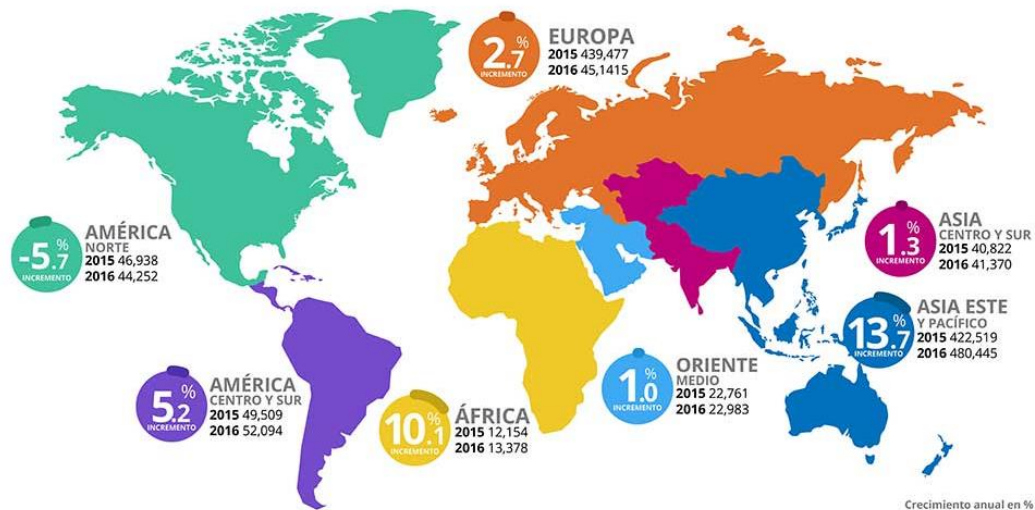 2.7%
INCREMENTO
EUROPA
2015 439,477
2016 45,1415
-5.7%
INCREMENTO
AMÉRICA
NORTE
2015 46,938
2016 44,252
1.3%
INCREMENTO
ASIA
CENTRO Y SUR
2015 40,822
2016 41,370
13.7%
INCREMENTO
ASIA ESTE
Y PACÍFICO
2015 422,519
2016 480,445
5.2%
INCREMENTO
AMÉRICA
CENTRO Y SUR
2015 49,509
2016 52,094
10.1%
INCREMENTO
ÁFRICA
2015 12,154
2016 13,378
1.0%
INCREMENTO
ORIENTE
MEDIO
2015 22,761
2016 22,983
Crecimiento anual en %